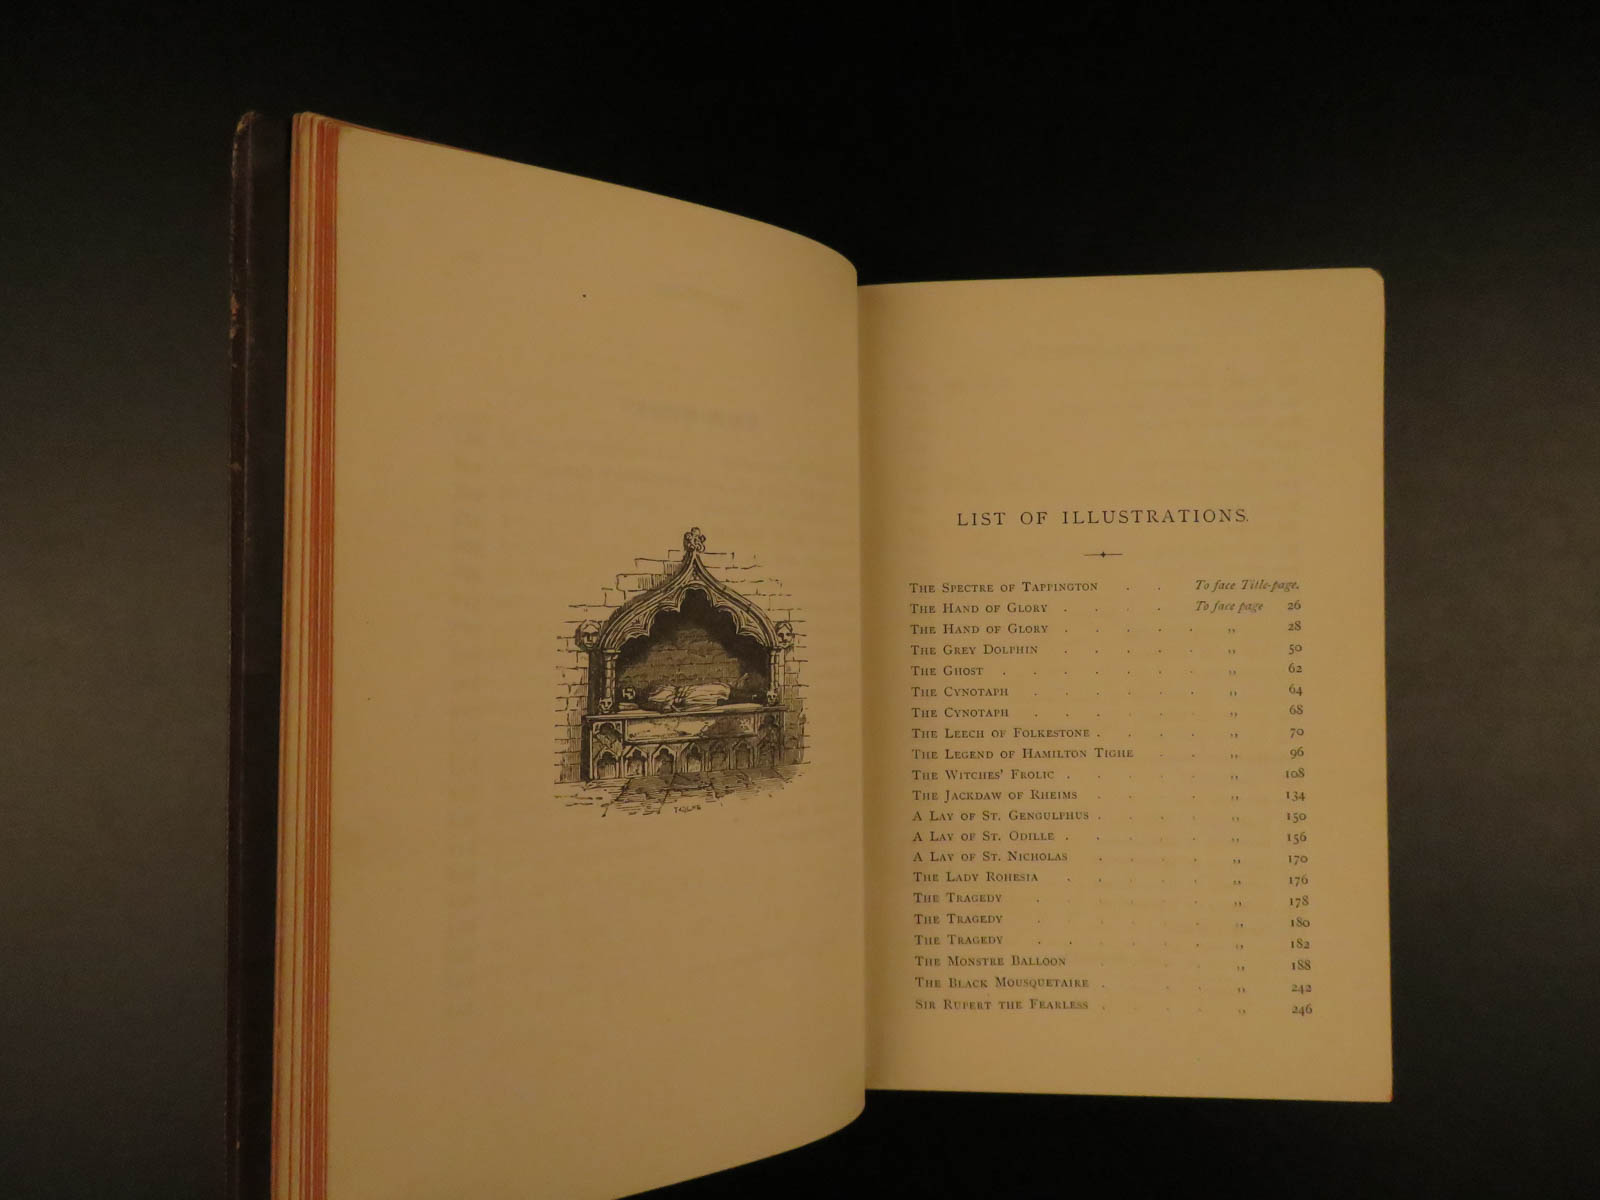 LIST OF ILLUSTRATIONS.
THE SPECTRE OF TAPPINGTON . . To face Title-page.
THE HAND OF GLORY . . . . To face page 26
THE HAND OF GLORY . . . . . ,, 28
THE GREY DOLPHIN . . . . . ,, 50
THE GHOST . . . . . . . ,, 62
THE CYNOTAPH . . . . . . ,, 64
THE CYNOTAPH . . . . . . ,, 68
THE LEECH OF FOLKESTONE . . . . ,, 70
THE LEGEND OF HAMILTON TIGHE . . ,, 96
THE WITCHES' FROLIC . . . . . ,, 108
THE JACKDAW OF RHEIMS . . . . ,, 134
A LAY OF ST. GENGULPHUS . . . . ,, 150
A LAY OF ST. ODILLE . . . . . ,, 156
A LAY OF ST. NICHOLAS . . . . ,, 170
THE LADY ROHESIA . . . . . ,, 176
THE TRAGEDY . . . . . . ,, 178
THE TRAGEDY . . . . . . ,, 180
THE TRAGEDY . . . . . . ,, 182
THE MONSTRE BALLOON . . . . ,, 188
THE BLACK MOUSQUETAIRE . . . . ,, 242
SIR RUPERT THE FEARLESS . . . . ,, 246